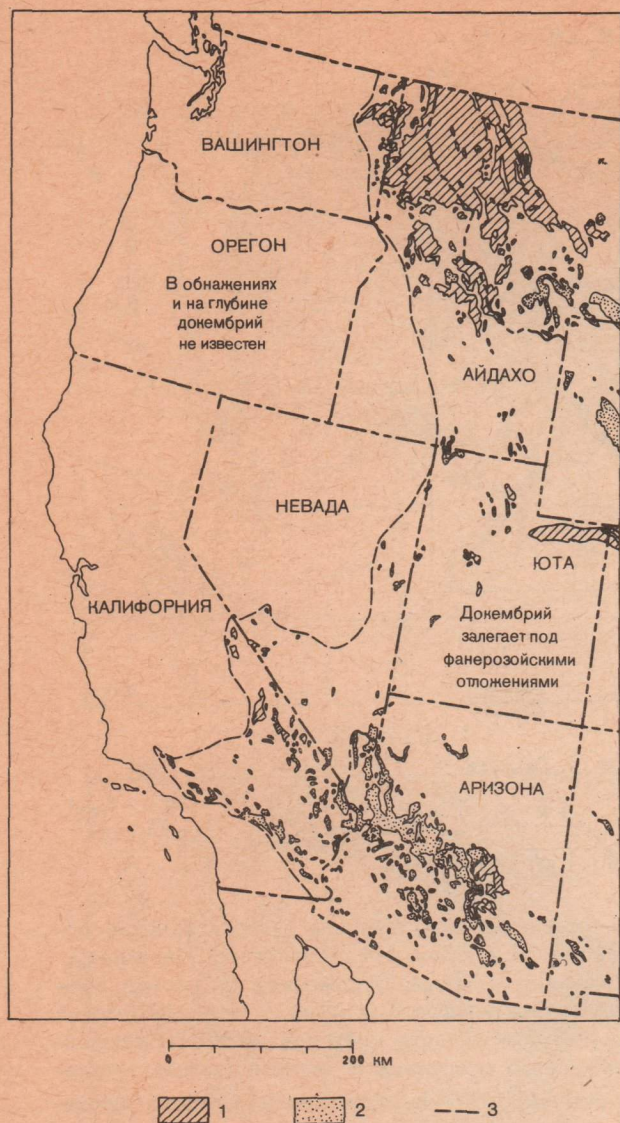 ВАШИНГТОН
ОРЕГОН
В обнажениях
и на глубине
докембрий
не известен
АЙДАХО
НЕВАДА
ЮТА
КАЛИФОРНИЯ
Докембрий
залегает под
фанерозойскими
отложениями
АРИЗОНА
0 200 км
1 2 3